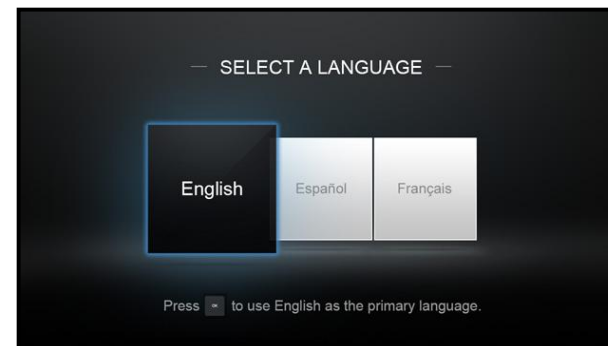 — SELECT A LANGUAGE —
English Español Français
Press to use English as the primary language.